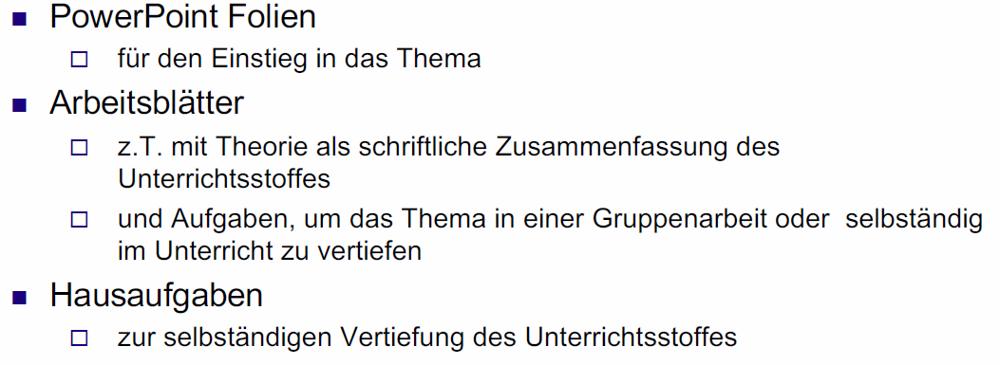 PowerPoint Folien
für den Einstieg in das Thema
Arbeitsblätter
z.T. mit Theorie als schriftliche Zusammenfassung des
Unterrichtsstoffes
und Aufgaben, um das Thema in einer Gruppenarbeit oder  selbständig
im Unterricht zu vertiefen
Hausaufgaben
zur selbständigen Vertiefung des Unterrichtsstoffes